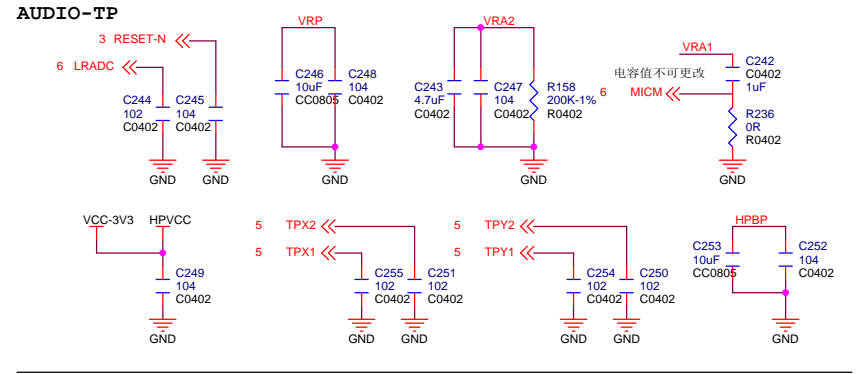 AUDIO-TP
VRP
VRA2
3 RESET-N
VRA1
6 LRADC
C242
C0402
1uF
电容值不可更改
C246
10uF
CC0805
C248
104
C0402
C243
4.7uF
C0402
C247
104
C0402
R158
200K-1%
R0402
6 MICM
C244
102
C0402
C245
104
C0402
R236
0R
R0402
GND
GND
GND
GND
GND
VCC-3V3
HPVCC
5 TPX2
5 TPY2
HPBP
5 TPX1
5 TPY1
C253
10uF
CC0805
C252
104
C0402
C249
104
C0402
C255
102
C0402
C251
102
C0402
C254
102
C0402
C250
102
C0402
GND
GND
GND
GND
GND
GND